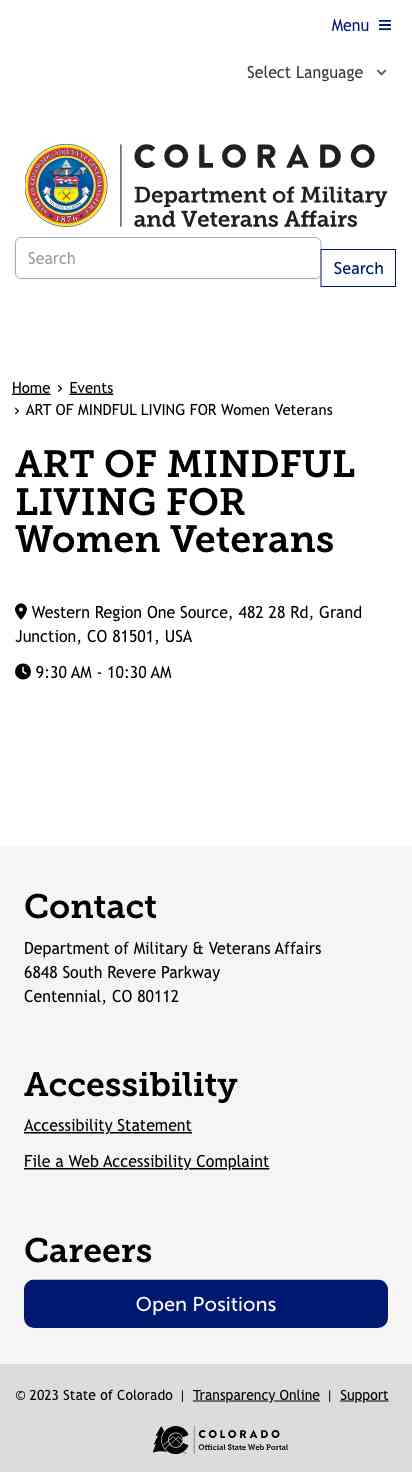 Menu
Select Language
COLORADO
Department of Military
and Veterans Affairs
1876
Search
Search
Home › Events
› ART OF MINDFUL LIVING FOR Women Veterans
ART OF MINDFUL
LIVING FOR
Women Veterans
Western Region One Source, 482 28 Rd, Grand
Junction, CO 81501, USA
9:30 AM - 10:30 AM
Contact
Department of Military & Veterans Affairs
6848 South Revere Parkway
Centennial, CO 80112
Accessibility
Accessibility Statement
File a Web Accessibility Complaint
Careers
Open Positions
© 2023 State of Colorado | Transparency Online | Support
COLORADO
Official State Web Portal